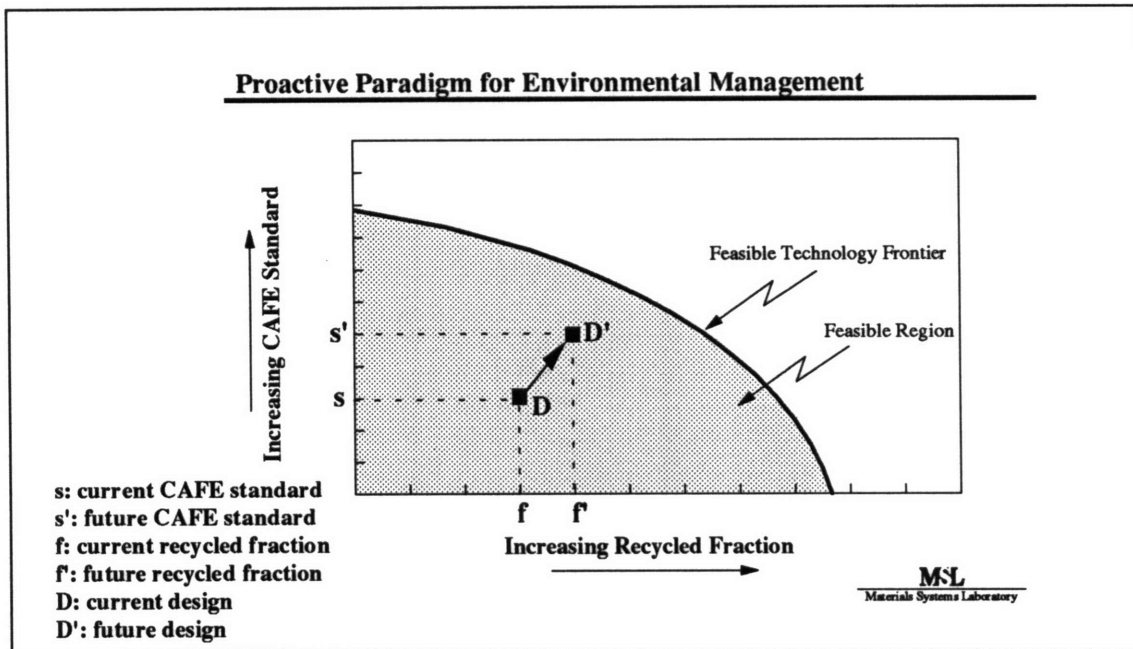 Proactive Paradigm for Environmental Management
Increasing CAFE Standard
Feasible Technology Frontier
Feasible Region
s'
D'
s
D
f
f'
Increasing Recycled Fraction
s: current CAFE standard
s': future CAFE standard
f: current recycled fraction
f': future recycled fraction
D: current design
D': future design
MSL
Materials Systems Laboratory